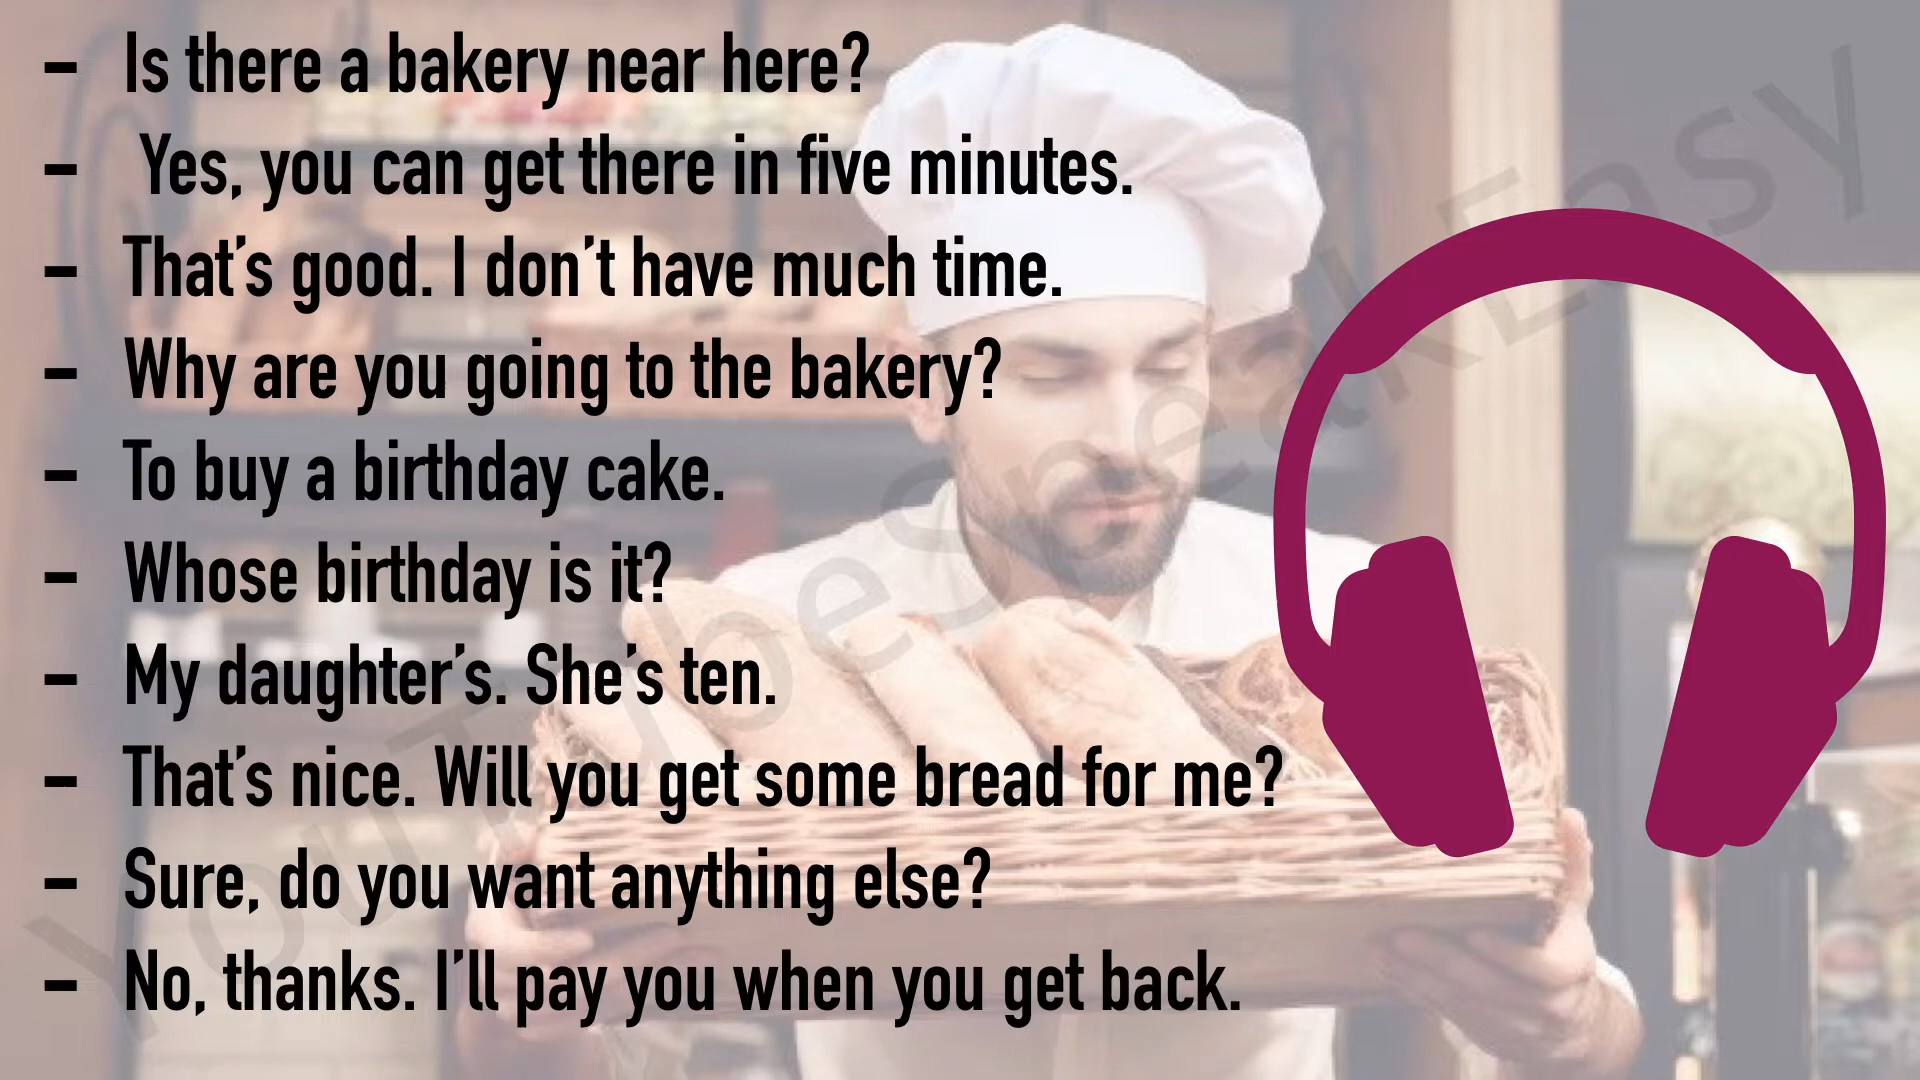 - Is there a bakery near here?
- Yes, you can get there in five minutes.
- That's good. I don't have much time.
- Why are you going to the bakery?
- To buy a birthday cake.
- Whose birthday is it?
- My daughter's. She's ten.
- That's nice. Will you get some bread for me?
- Sure, do you want anything else?
- No, thanks. I'll pay you when you get back.
YouTubeSpeakEasy